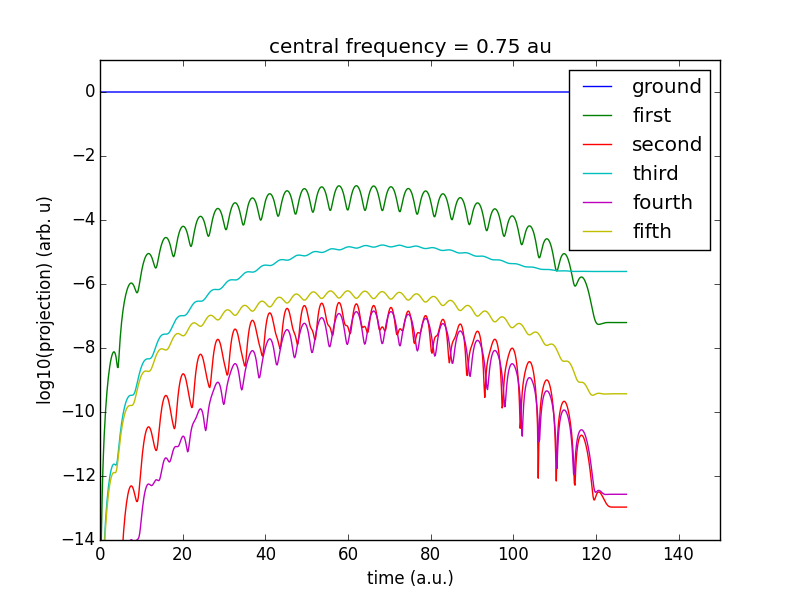 central frequency = 0.75 au
ground
first
second
third
fourth
fifth
0
−2
−4
−6
−8
−10
−12
−14
log10(projection) (arb. u)
0 20 40 60 80 100 120 140
time (a.u.)